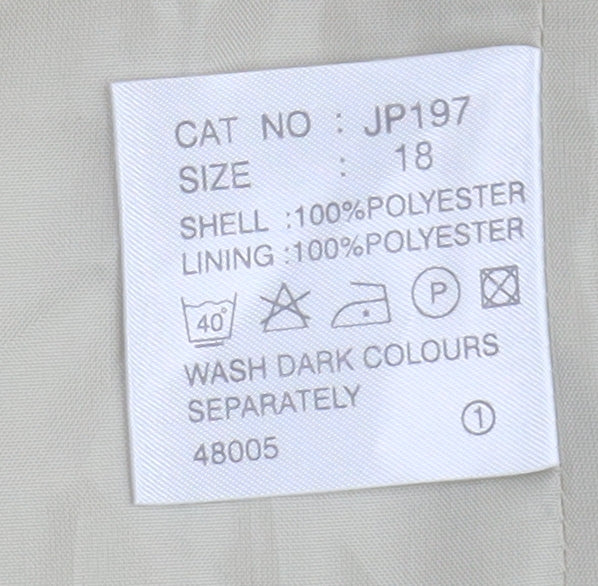 CAT NO : JP197
SIZE : 18
SHELL :100%POLYESTER
LINING :100%POLYESTER
40° P
WASH DARK COLOURS
SEPARATELY
48005 1